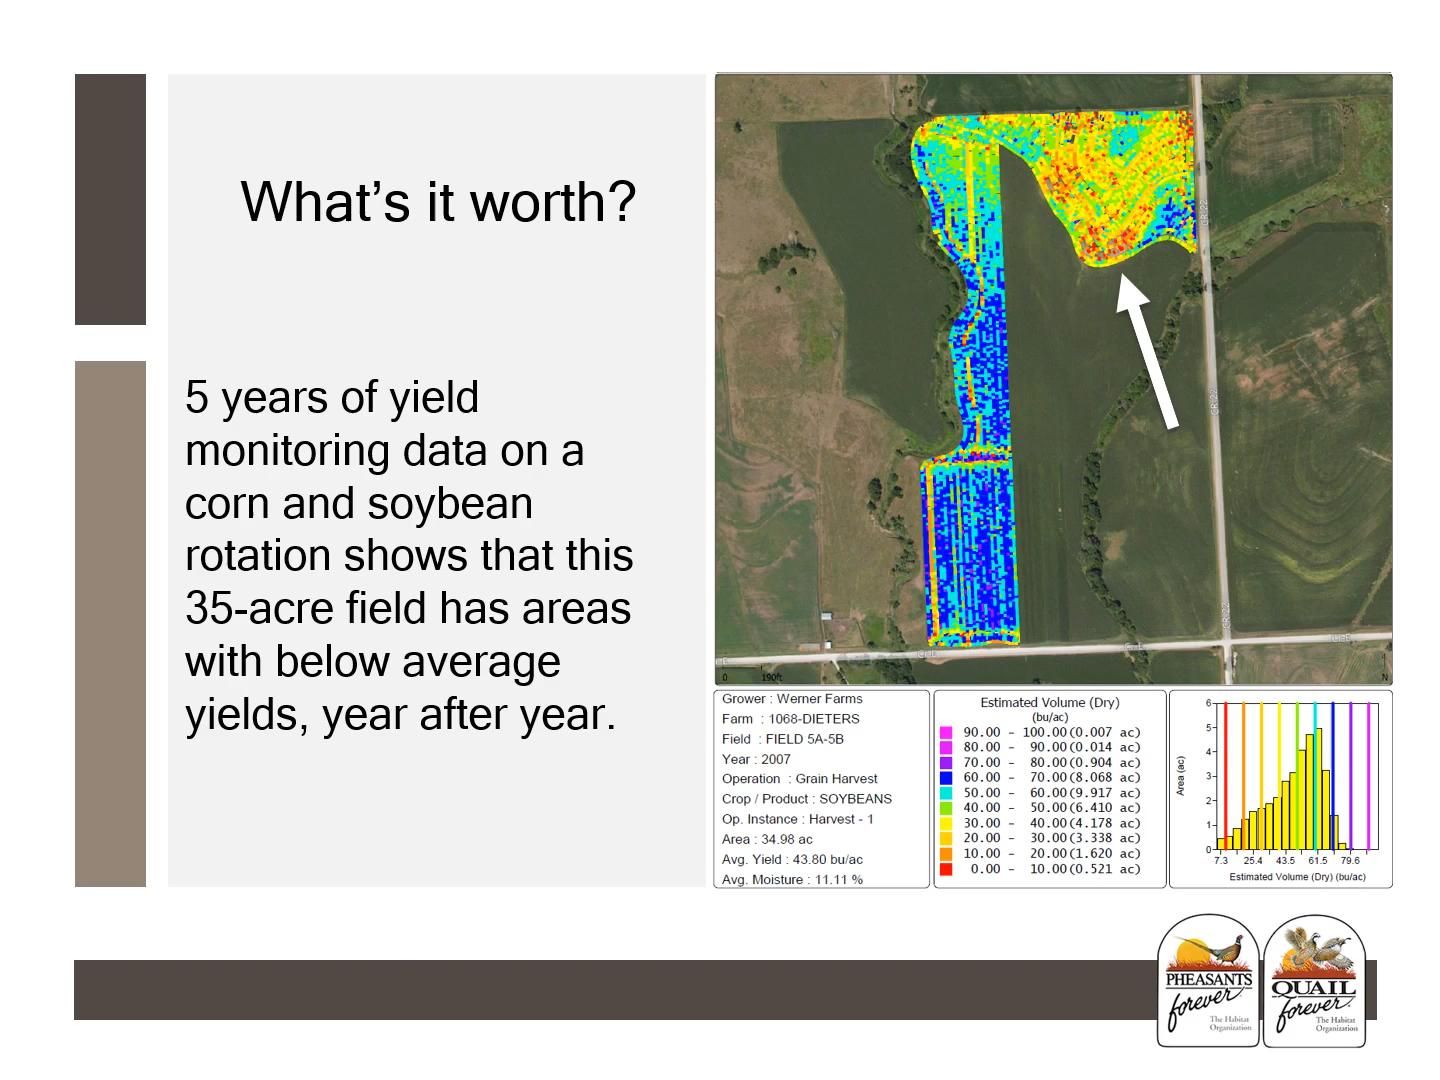 What's it worth?
5 years of yield
monitoring data on a
corn and soybean
rotation shows that this
35-acre field has areas
with below average
yields, year after year.
CR 22
CR 22
CR 22
0 190ft
N
Grower : Werner Farms
Farm : 1068-DIETERS
Field : FIELD 5A-5B
Year : 2007
Operation : Grain Harvest
Crop / Product : SOYBEANS
Op. Instance : Harvest - 1
Area : 34.98 ac
Avg. Yield : 43.80 bu/ac
Avg. Moisture : 11.11 %
Estimated Volume (Dry)
(bu/ac)
90.00 - 100.00(0.007 ac)
80.00 - 90.00(0.014 ac)
70.00 - 80.00(0.904 ac)
60.00 - 70.00(8.068 ac)
50.00 - 60.00(9.917 ac)
40.00 - 50.00(6.410 ac)
30.00 - 40.00(4.178 ac)
20.00 - 30.00(3.338 ac)
10.00 - 20.00(1.620 ac)
0.00 - 10.00(0.521 ac)
Area (ac)
6
5
4
3
2
1
0
7.3 25.4 43.5 61.5 79.6
Estimated Volume (Dry) (bu/ac)
PHEASANTS
forever
The Habitat
Organization
QUAIL
forever
The Habitat
Organization